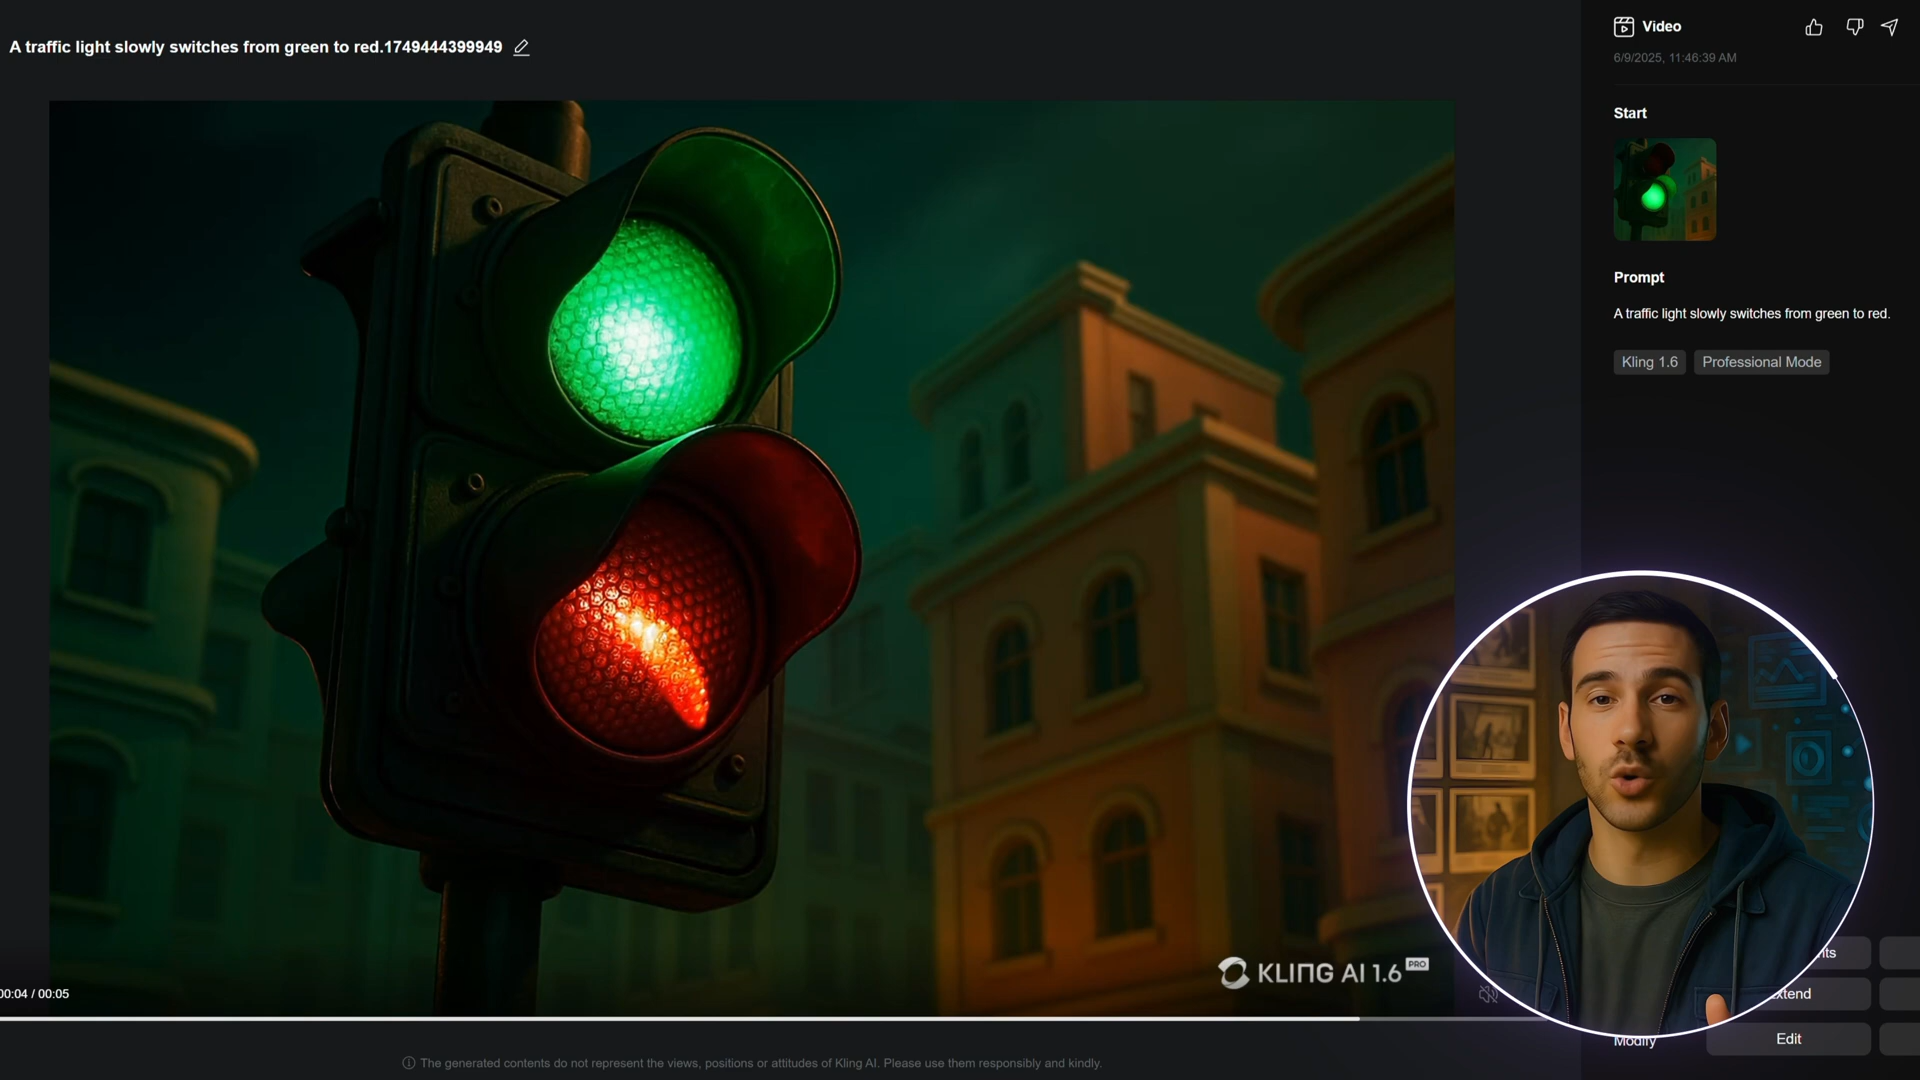 A traffic light slowly switches from green to red.1749444399949
Video
6/9/2025, 11:46:39 AM
Start
Prompt
A traffic light slowly switches from green to red.
Kling 1.6
Professional Mode
KLING AI 1.6 PRO
00:04 / 00:05
Extend
Modify
Edit
The generated contents do not represent the views, positions or attitudes of Kling AI. Please use them responsibly and kindly.